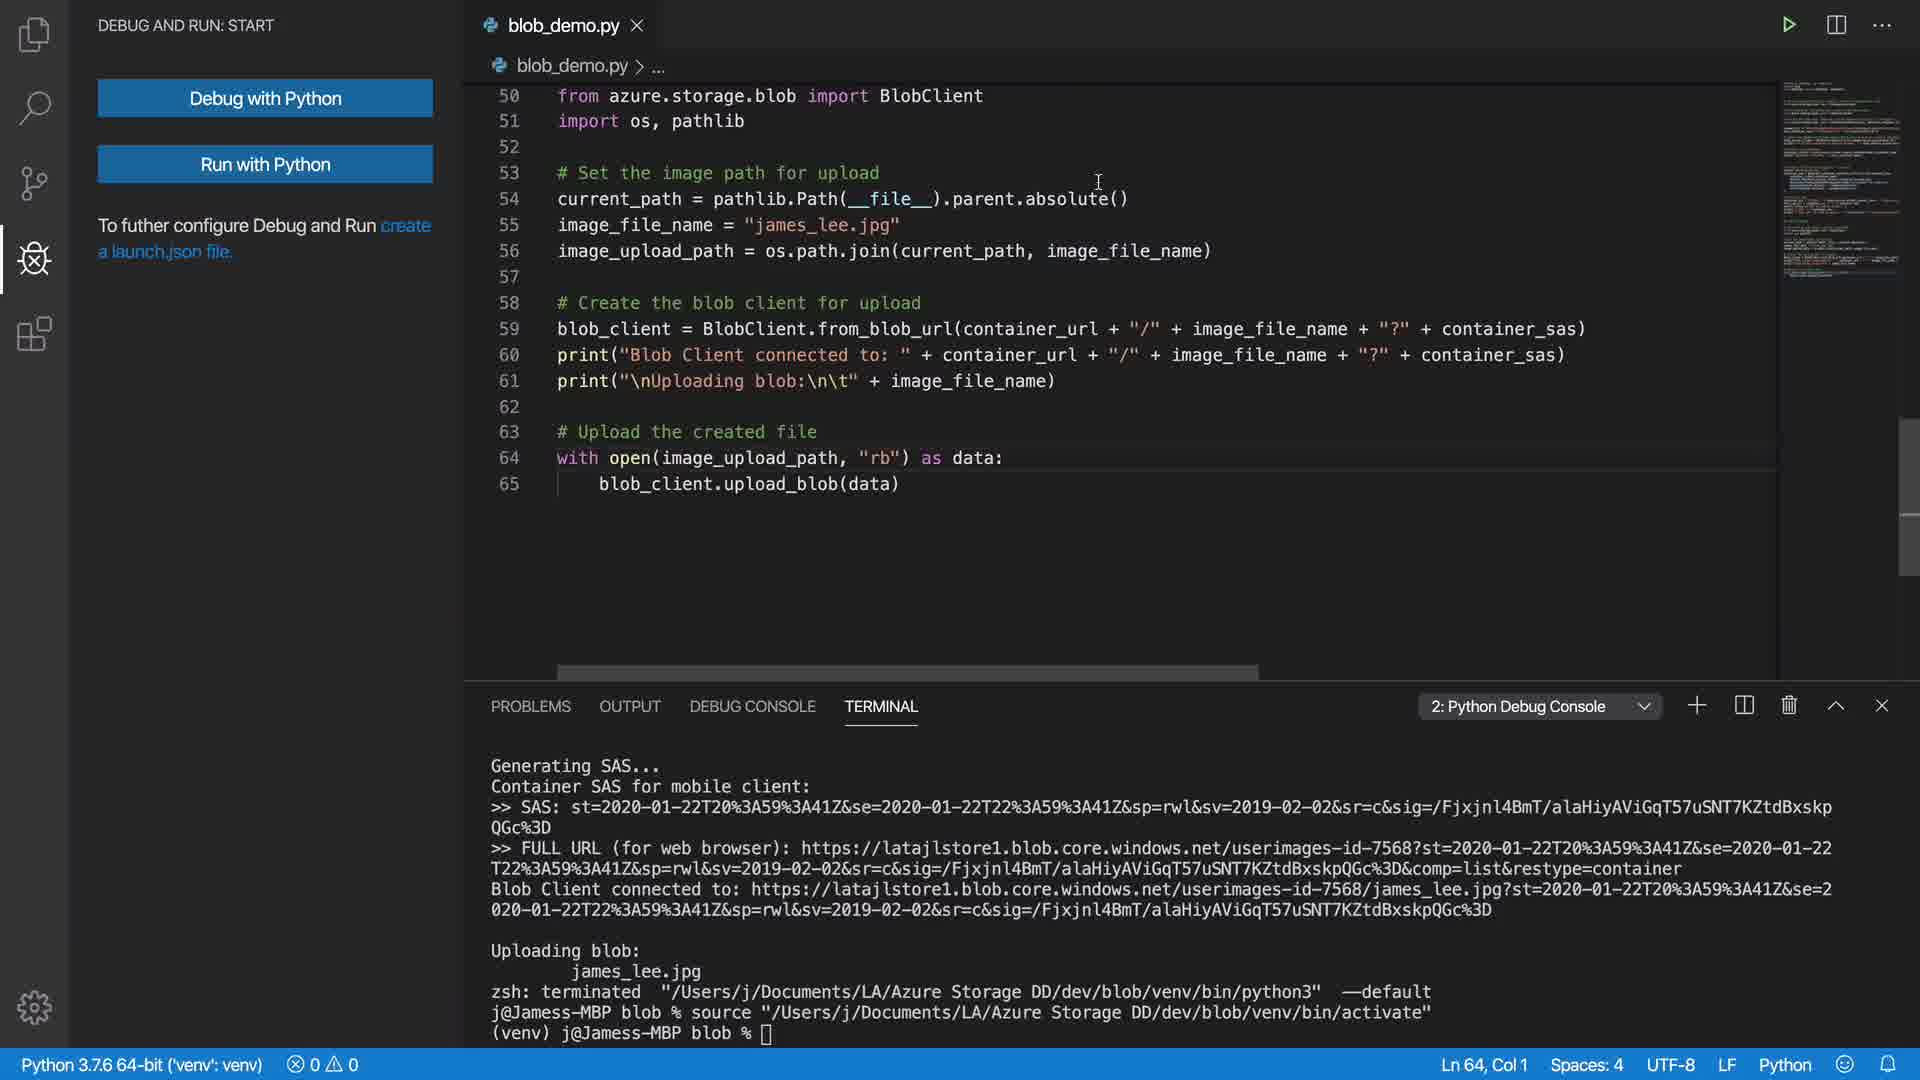 DEBUG AND RUN: START
Debug with Python
Run with Python
To futher configure Debug and Run create
a launch.json file.
blob_demo.py
blob_demo.py > ...
50 from azure.storage.blob import BlobClient
51 import os, pathlib
52
53 # Set the image path for upload
54 current_path = pathlib.Path(__file__).parent.absolute()
55 image_file_name = "james_lee.jpg"
56 image_upload_path = os.path.join(current_path, image_file_name)
57
58 # Create the blob client for upload
59 blob_client = BlobClient.from_blob_url(container_url + "/" + image_file_name + "?" + container_sas)
60 print("Blob Client connected to: " + container_url + "/" + image_file_name + "?" + container_sas)
61 print("\nUploading blob:\n\t" + image_file_name)
62
63 # Upload the created file
64 with open(image_upload_path, "rb") as data:
65     blob_client.upload_blob(data)
PROBLEMS OUTPUT DEBUG CONSOLE TERMINAL 2: Python Debug Console
Generating SAS...
Container SAS for mobile client:
>> SAS: st=2020-01-22T20%3A59%3A41Z&se=2020-01-22T22%3A59%3A41Z&sp=rwl&sv=2019-02-02&sr=c&sig=/Fjxjnl4BmT/alaHiyAViGqT57uSNT7KZtdBxskp
QGc%3D
>> FULL URL (for web browser): https://latajlstore1.blob.core.windows.net/userimages-id-7568?st=2020-01-22T20%3A59%3A41Z&se=2020-01-22
T22%3A59%3A41Z&sp=rwl&sv=2019-02-02&sr=c&sig=/Fjxjnl4BmT/alaHiyAViGqT57uSNT7KZtdBxskpQGc%3D&comp=list&restype=container
Blob Client connected to: https://latajlstore1.blob.core.windows.net/userimages-id-7568/james_lee.jpg?st=2020-01-22T20%3A59%3A41Z&se=2
020-01-22T22%3A59%3A41Z&sp=rwl&sv=2019-02-02&sr=c&sig=/Fjxjnl4BmT/alaHiyAViGqT57uSNT7KZtdBxskpQGc%3D
Uploading blob:
james_lee.jpg
zsh: terminated  "/Users/j/Documents/LA/Azure Storage DD/dev/blob/venv/bin/python3"  --default
j@Jamess-MBP blob % source "/Users/j/Documents/LA/Azure Storage DD/dev/blob/venv/bin/activate"
(venv) j@Jamess-MBP blob %
Python 3.7.6 64-bit ('venv': venv) 0 0 Ln 64, Col 1 Spaces: 4 UTF-8 LF Python